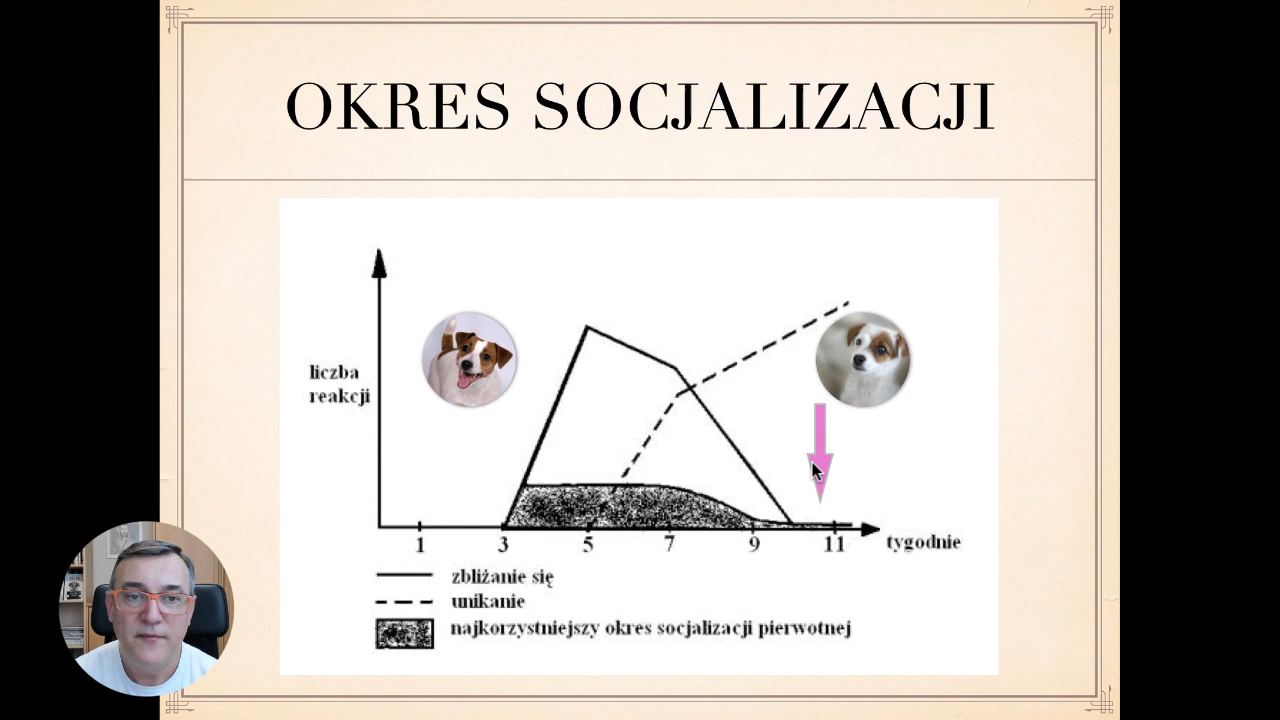 OKRES SOCJALIZACJI
liczba
reakcji
1 3 5 7 9 11 tygodnie
zbliżanie się
unikanie
najkorzystniejszy okres socjalizacji pierwotnej